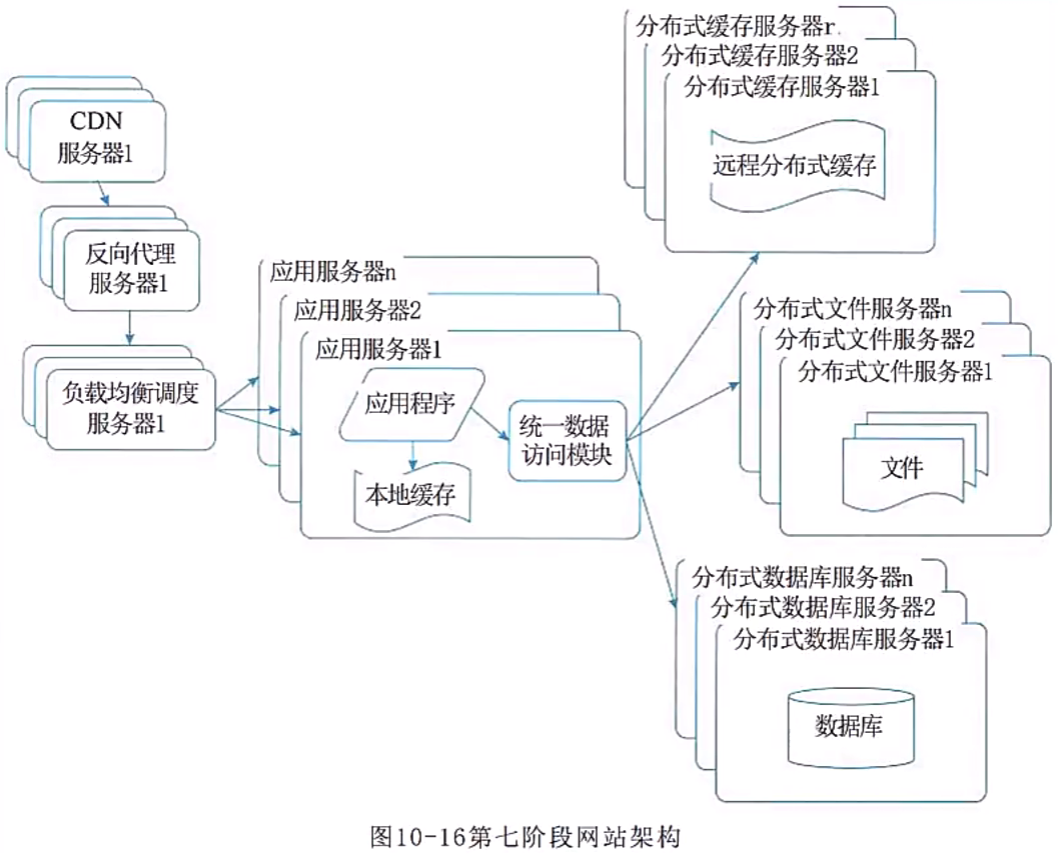 CDN
服务器1
反向代理
服务器1
负载均衡调度
服务器1
应用服务器n
应用服务器2
应用服务器1
应用程序
本地缓存
统一数据
访问模块
分布式缓存服务器r.
分布式缓存服务器2
分布式缓存服务器1
远程分布式缓存
分布式文件服务器n
分布式文件服务器2
分布式文件服务器1
文件
分布式数据库服务器n
分布式数据库服务器2
分布式数据库服务器1
数据库
图10-16第七阶段网站架构